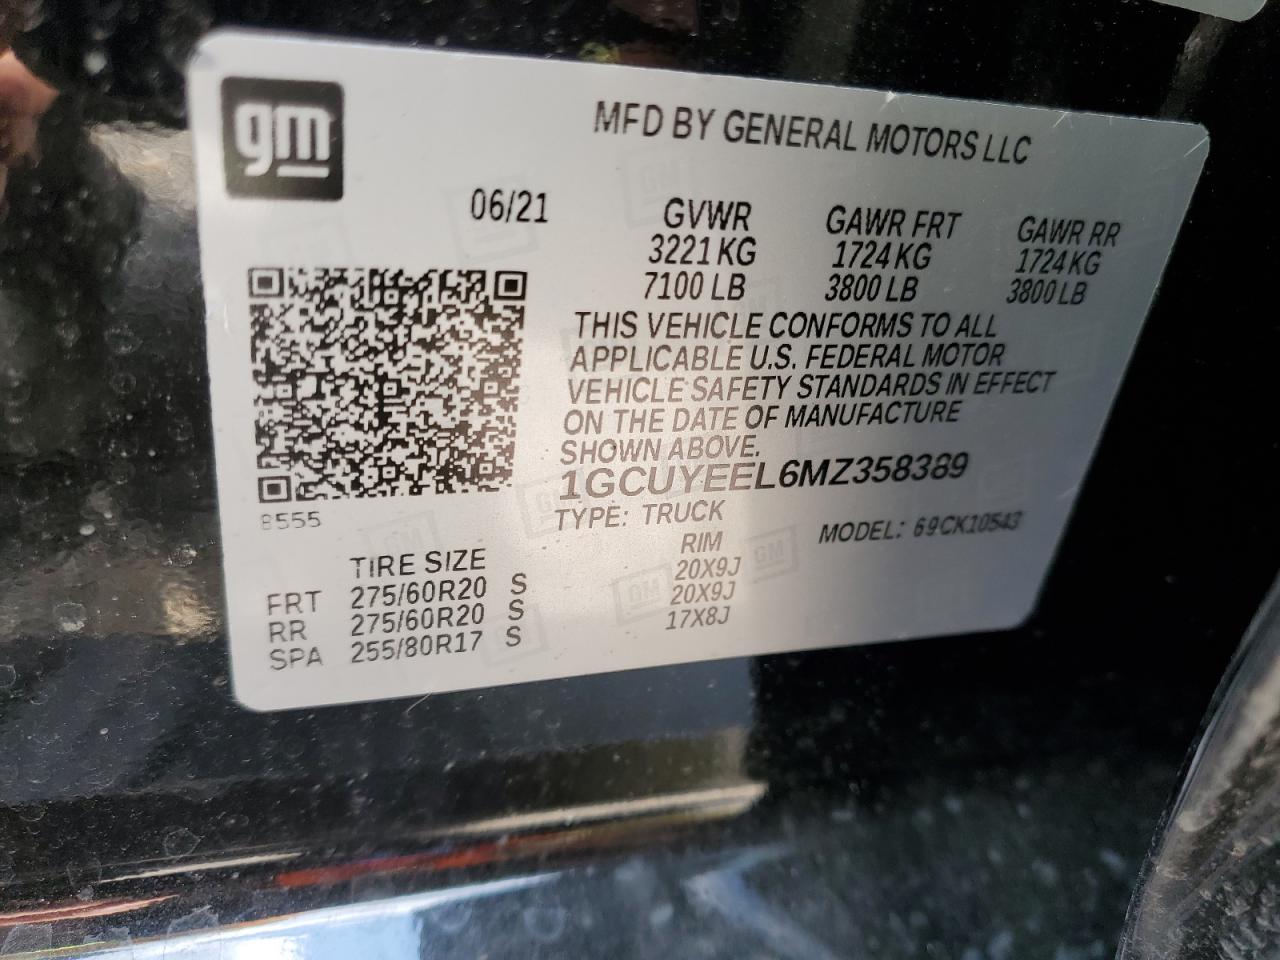 gm
MFD BY GENERAL MOTORS LLC
06/21 GVWR GAWR FRT GAWR RR
3221 KG 1724 KG 1724 KG
7100 LB 3800 LB 3800 LB
THIS VEHICLE CONFORMS TO ALL
APPLICABLE U.S. FEDERAL MOTOR
VEHICLE SAFETY STANDARDS IN EFFECT
ON THE DATE OF MANUFACTURE
SHOWN ABOVE.
1GCUYEEL6MZ358389
8555
TYPE: TRUCK MODEL: 69CK10543
TIRE SIZE RIM
FRT 275/60R20 S 20X9J
RR 275/60R20 S 20X9J
SPA 255/80R17 S 17X8J